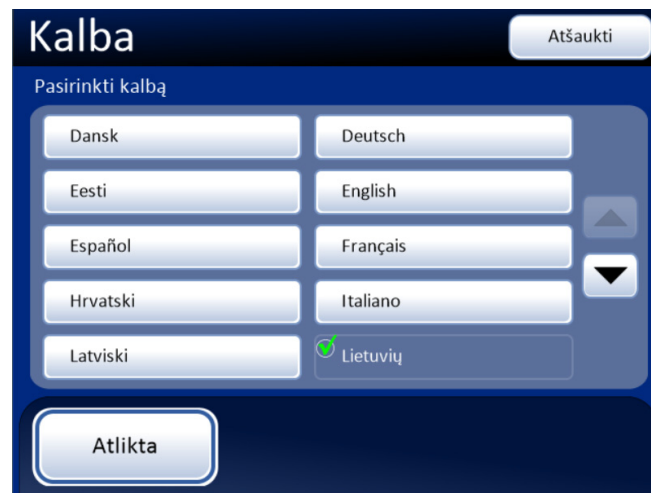 Kalba
Atšaukti
Pasirinkti kalbą
Dansk
Deutsch
Eesti
English
Español
Français
Hrvatski
Italiano
Latviski
Lietuvių
Atlikta